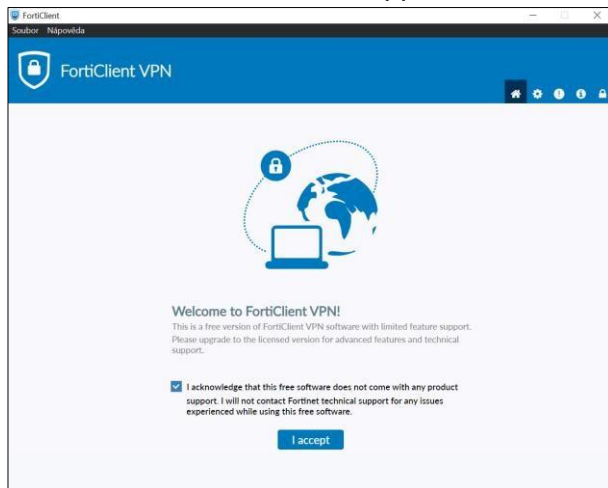 FortiClient
Soubor Nápověda
FortiClient VPN
Welcome to FortiClient VPN!
This is a free version of FortiClient VPN software with limited feature support.
Please upgrade to the licensed version for advanced features and technical
support.
I acknowledge that this free software does not come with any product
support. I will not contact Fortinet technical support for any issues
experienced while using this free software.
I accept